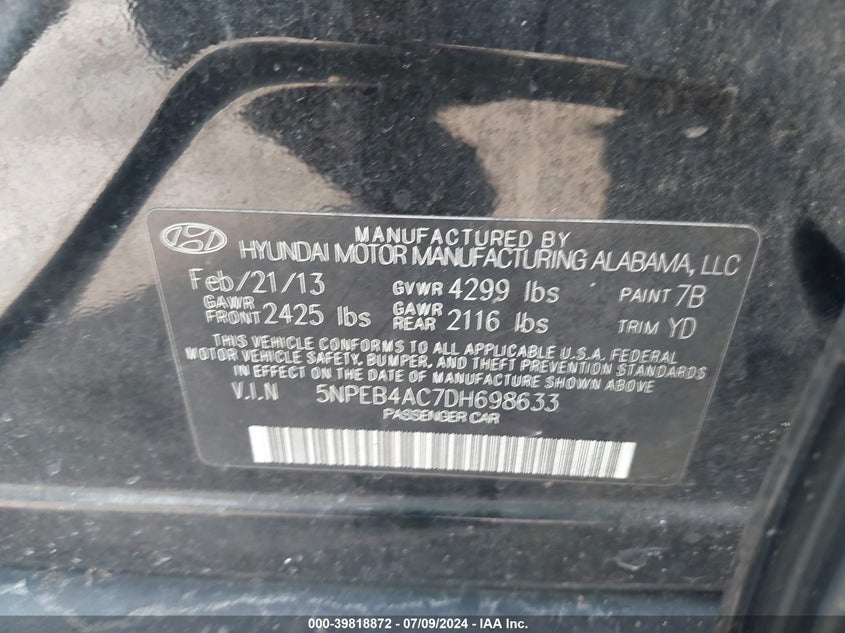 MANUFACTURED BY
HYUNDAI MOTOR MANUFACTURING ALABAMA, LLC
Feb/21/13 GVWR 4299 lbs PAINT 7B
GAWR FRONT 2425 lbs GAWR REAR 2116 lbs TRIM YD
THIS VEHICLE CONFORMS TO ALL APPLICABLE U.S.A. FEDERAL
MOTOR VEHICLE SAFETY, BUMPER, AND THEFT PREVENTION STANDARDS
IN EFFECT ON THE DATE OF MANUFACTURE SHOWN ABOVE
V.I.N 5NPEB4AC7DH698633
PASSENGER CAR
000-39818872 - 07/09/2024 - IAA Inc.